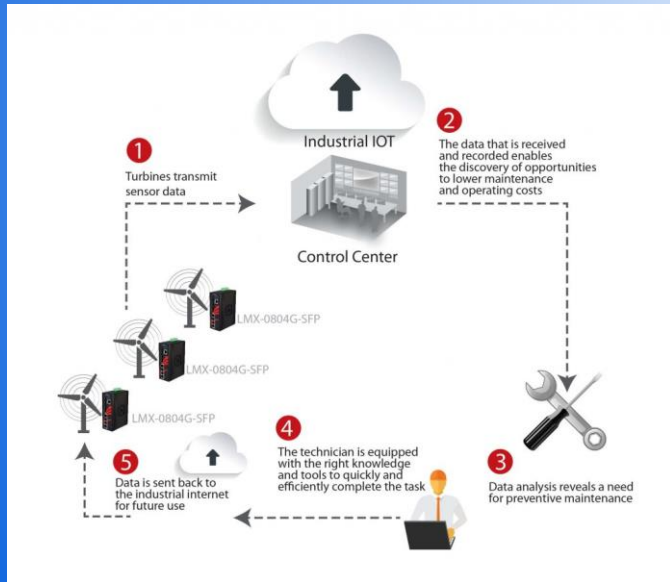 Industrial IOT
Control Center
1
Turbines transmit
sensor data
2
The data that is received
and recorded enables
the discovery of opportunities
to lower maintenance
and operating costs
LMX-0804G-SFP
LMX-0804G-SFP
LMX-0804G-SFP
3
Data analysis reveals a need
for preventive maintenance
4
The technician is equipped
with the right knowledge
and tools to quickly and
efficiently complete the task
5
Data is sent back to
the industrial internet
for future use